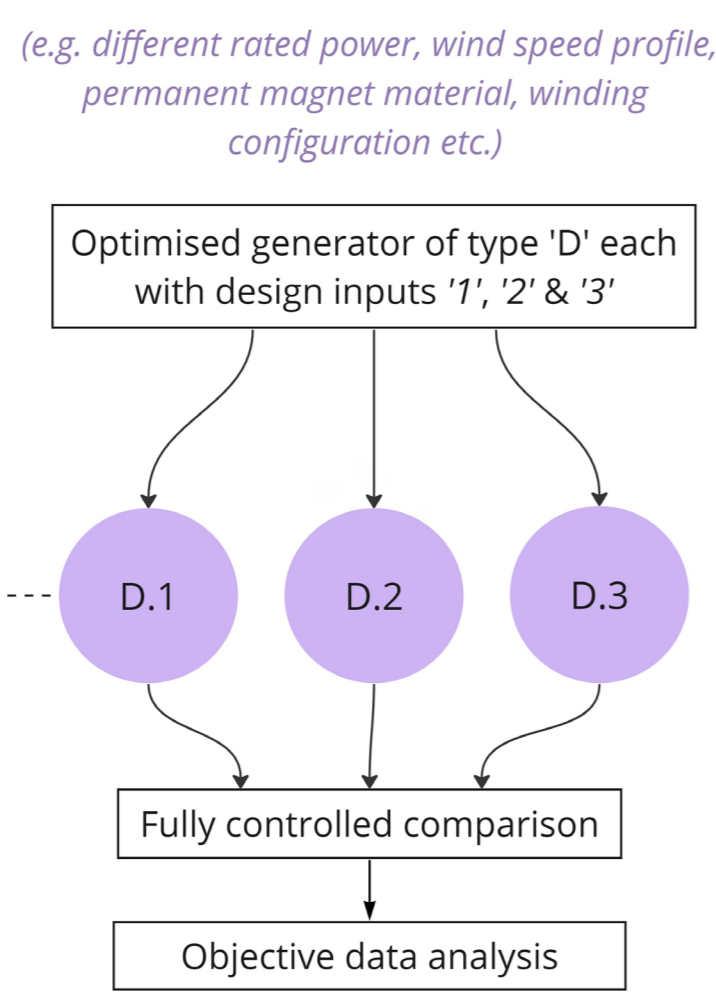 (e.g. different rated power, wind speed profile,
permanent magnet material, winding
configuration etc.)
Optimised generator of type 'D' each
with design inputs '1', '2' & '3'
D.1
D.2
D.3
Fully controlled comparison
Objective data analysis